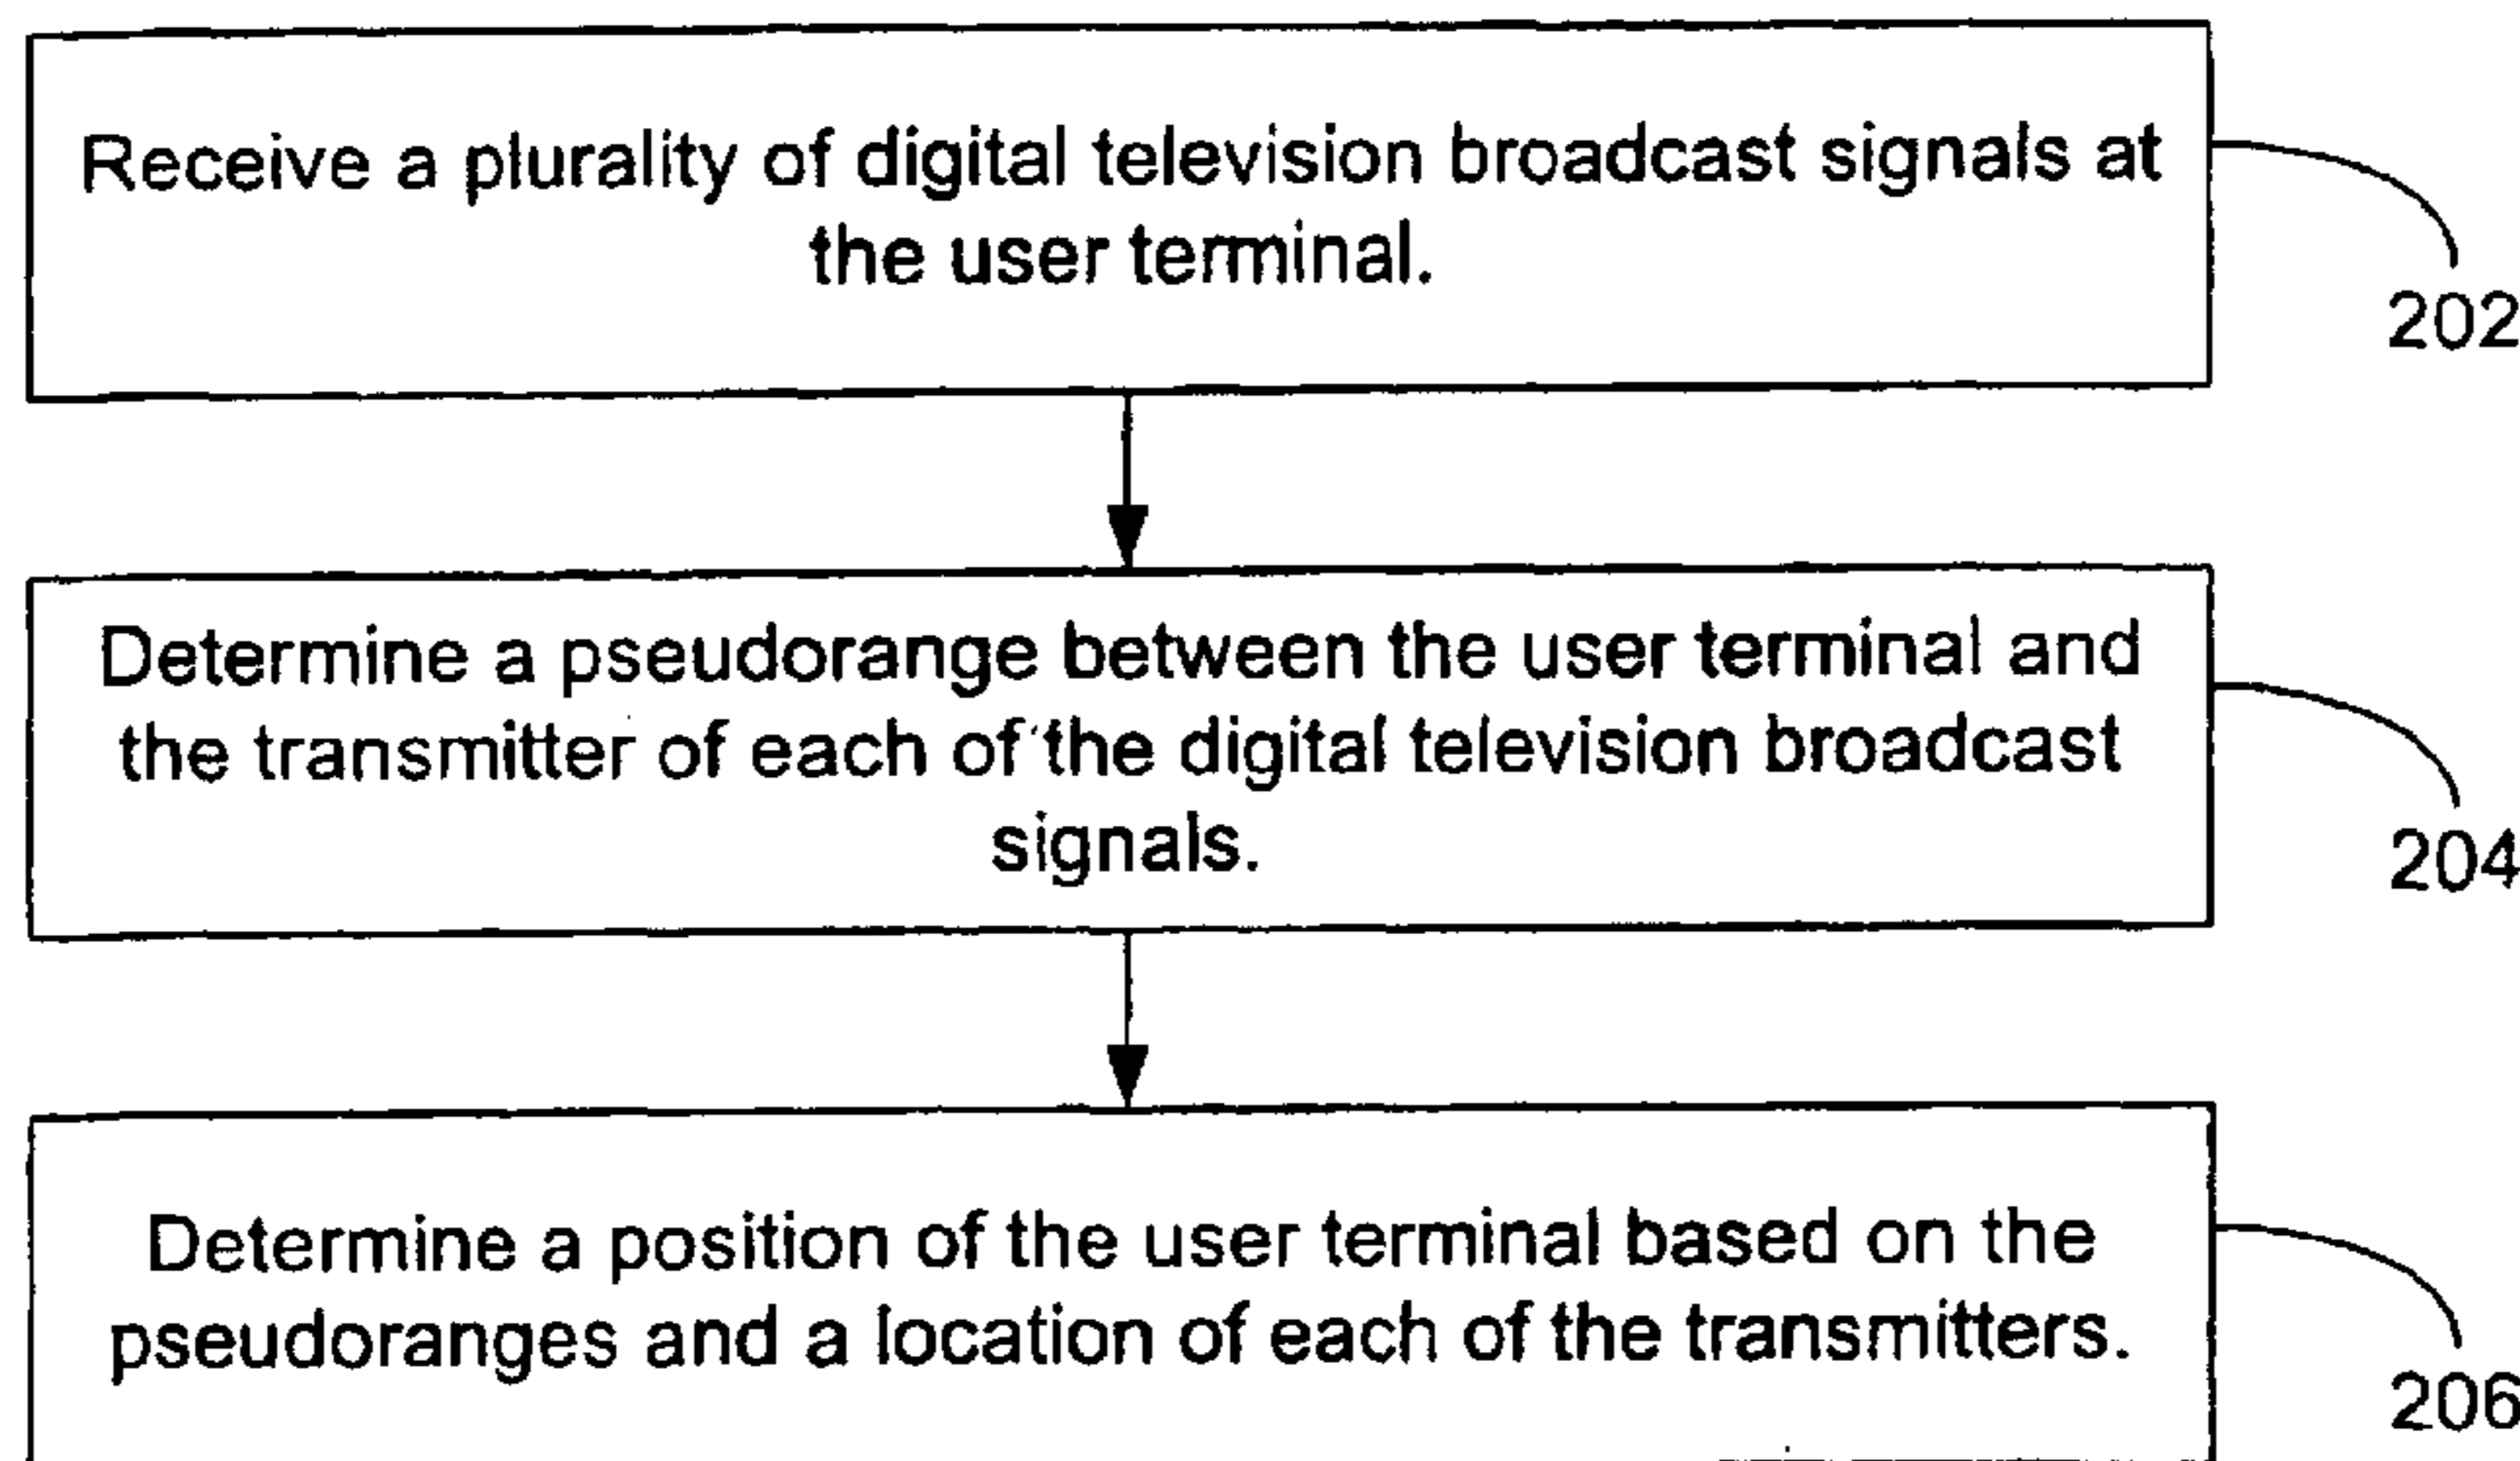 Receive a plurality of digital television broadcast signals at
the user terminal.
202
Determine a pseudorange between the user terminal and
the transmitter of each of the digital television broadcast
signals.
204
Determine a position of the user terminal based on the
pseudoranges and a location of each of the transmitters.
206